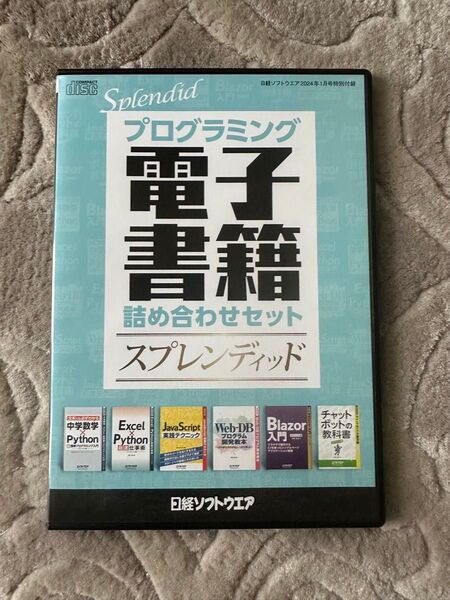 COMPACT
disc
日経ソフトウエア2024年1月号特別付録
Splendid
プログラミング
電子
書籍
詰め合わせセット
スプレンディッド
中学数学
×
Python
Excel
×
Python
仕事術
JavaScript
実践テクニック
Web-DB
プログラム
開発教本
Blazor
入門
チャット
ボットの
教科書
日経ソフトウエア